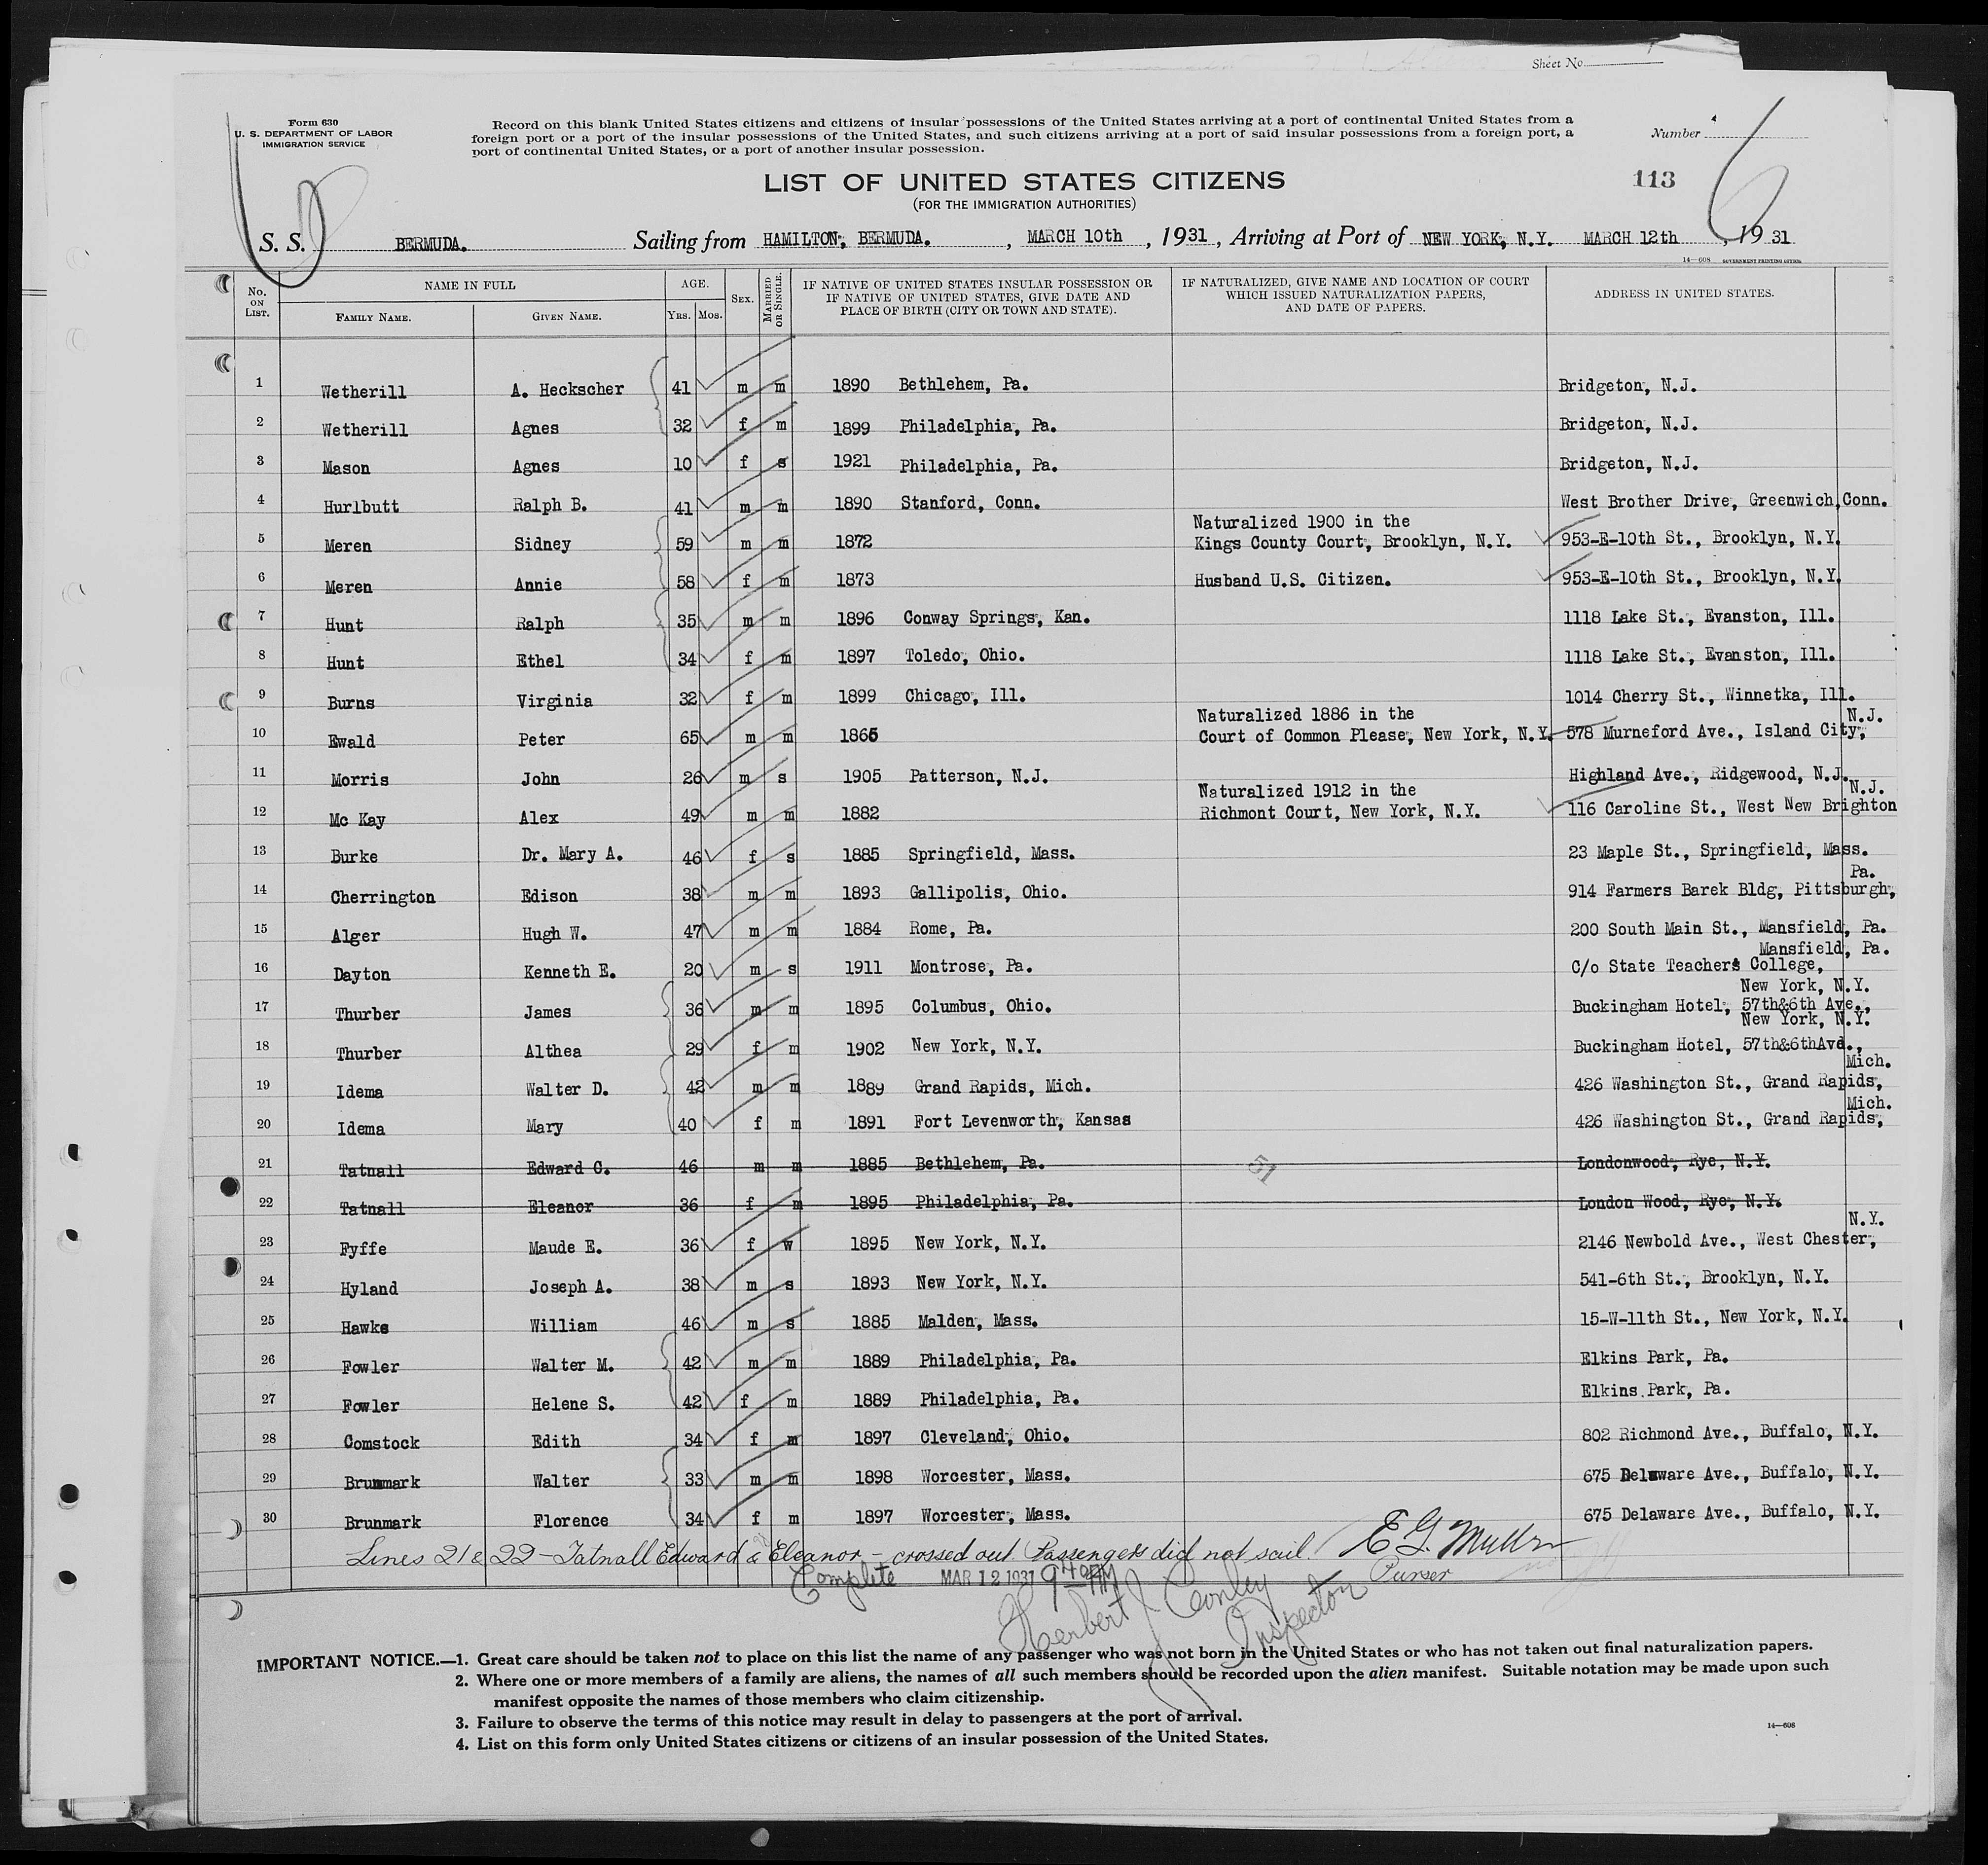 Sheet No.
Form 630
U. S. DEPARTMENT OF LABOR
IMMIGRATION SERVICE
Record on this blank United States citizens and citizens of insular possessions of the United States arriving at a port of continental United States from a
foreign port or a port of the insular possessions of the United States, and such citizens arriving at a port of said insular possessions from a foreign port, a
port of continental United States, or a port of another insular possession.
Number
LIST OF UNITED STATES CITIZENS
(FOR THE IMMIGRATION AUTHORITIES)
113
6
S. S. BERMUDA. Sailing from HAMILTON, BERMUDA. , MARCH 10th , 1931, Arriving at Port of NEW YORK, N.Y. MARCH 12th , 1931
14—608 GOVERNMENT PRINTING OFFICE
No. ON LIST. NAME IN FULL AGE. SEX. MARRIED OR SINGLE. IF NATIVE OF UNITED STATES INSULAR POSSESSION OR IF NATIVE OF UNITED STATES, GIVE DATE AND PLACE OF BIRTH (CITY OR TOWN AND STATE). IF NATURALIZED, GIVE NAME AND LOCATION OF COURT WHICH ISSUED NATURALIZATION PAPERS, AND DATE OF PAPERS. ADDRESS IN UNITED STATES.
FAMILY NAME. GIVEN NAME. YRS. MOS.
1 Wetherill A. Heckscher 41 m m 1890 Bethlehem, Pa. Bridgeton, N.J.
2 Wetherill Agnes 32 f m 1899 Philadelphia, Pa. Bridgeton, N.J.
3 Mason Agnes 10 f s 1921 Philadelphia, Pa. Bridgeton, N.J.
4 Hurlbutt Ralph B. 41 m m 1890 Stanford, Conn. West Brother Drive, Greenwich, Conn.
Naturalized 1900 in the
5 Meren Sidney 59 m m 1872 Kings County Court, Brooklyn, N.Y. 953-E-10th St., Brooklyn, N.Y.
6 Meren Annie 58 f m 1873 Husband U.S. Citizen. 953-E-10th St., Brooklyn, N.Y.
7 Hunt Ralph 35 m m 1896 Conway Springs, Kan. 1118 Lake St., Evanston, Ill.
8 Hunt Ethel 34 f m 1897 Toledo, Ohio. 1118 Lake St., Evanston, Ill.
9 Burns Virginia 32 f m 1899 Chicago, Ill. 1014 Cherry St., Winnetka, Ill.
Naturalized 1886 in the N.J.
10 Ewald Peter 65 m m 1866 Court of Common Please, New York, N.Y. 578 Murneford Ave., Island City,
11 Morris John 26 m s 1905 Patterson, N.J. Highland Ave., Ridgewood, N.J.
Naturalized 1912 in the N.J.
12 Mc Kay Alex 49 m m 1882 Richmont Court, New York, N.Y. 116 Caroline St., West New Brighton
13 Burke Dr. Mary A. 46 f s 1885 Springfield, Mass. 23 Maple St., Springfield, Mass.
Pa.
14 Cherrington Edison 38 m m 1893 Gallipolis, Ohio. 914 Farmers Barek Bldg, Pittsburgh,
15 Alger Hugh W. 47 m m 1884 Rome, Pa. 200 South Main St., Mansfield, Pa.
Mansfield, Pa.
16 Dayton Kenneth E. 20 m s 1911 Montrose, Pa. C/o State Teachers College,
New York, N.Y.
17 Thurber James 36 m m 1895 Columbus, Ohio. Buckingham Hotel, 57th&6th Ave.,
New York, N.Y.
18 Thurber Althea 29 f m 1902 New York, N.Y. Buckingham Hotel, 57th&6thAve.,
Mich.
19 Idema Walter D. 42 m m 1889 Grand Rapids, Mich. 426 Washington St., Grand Rapids,
Mich.
20 Idema Mary 40 f m 1891 Fort Levenworth, Kansas 426 Washington St., Grand Rapids,
21 Tatnall Edward C. 46 m m 1885 Bethlehem, Pa. 51 Londonwood, Rye, N.Y.
22 Tatnall Eleanor 36 f m 1895 Philadelphia, Pa. London Wood, Rye, N.Y.
N.Y.
23 Fyffe Maude E. 36 f w 1895 New York, N.Y. 2146 Newbold Ave., West Chester,
24 Hyland Joseph A. 38 m s 1893 New York, N.Y. 541-6th St., Brooklyn, N.Y.
25 Hawks William 46 m s 1885 Malden, Mass. 15-W-11th St., New York, N.Y.
26 Fowler Walter M. 42 m m 1889 Philadelphia, Pa. Elkins Park, Pa.
27 Fowler Helene S. 42 f m 1889 Philadelphia, Pa. Elkins Park, Pa.
28 Comstock Edith 34 f m 1897 Cleveland, Ohio. 802 Richmond Ave., Buffalo, N.Y.
29 Brunmark Walter 33 m m 1898 Worcester, Mass. 675 Delaware Ave., Buffalo, N.Y.
30 Brunmark Florence 34 f m 1897 Worcester, Mass. 675 Delaware Ave., Buffalo, N.Y.
Lines 21 & 22 - Tatnall Edward & Eleanor - crossed out. Passengers did not sail. E G Muller
Complete MAR 12 1931 9 40 AM Purser
Herbert J Conley
Inspector
IMPORTANT NOTICE.—1. Great care should be taken not to place on this list the name of any passenger who was not born in the United States or who has not taken out final naturalization papers.
2. Where one or more members of a family are aliens, the names of all such members should be recorded upon the alien manifest. Suitable notation may be made upon such
manifest opposite the names of those members who claim citizenship.
3. Failure to observe the terms of this notice may result in delay to passengers at the port of arrival.
4. List on this form only United States citizens or citizens of an insular possession of the United States.
14—608